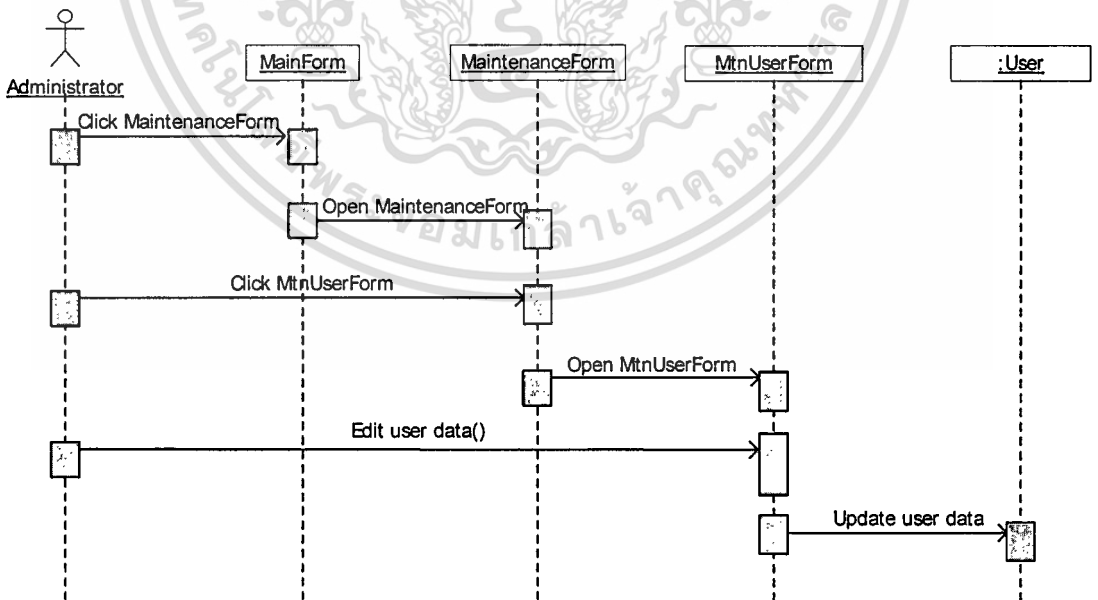 MainForm
MaintenanceForm
MtnUserForm
:User
Administrator
Click MaintenanceForm
Open MaintenanceForm
Click MtnUserForm
Open MtnUserForm
Edit user data()
Update user data